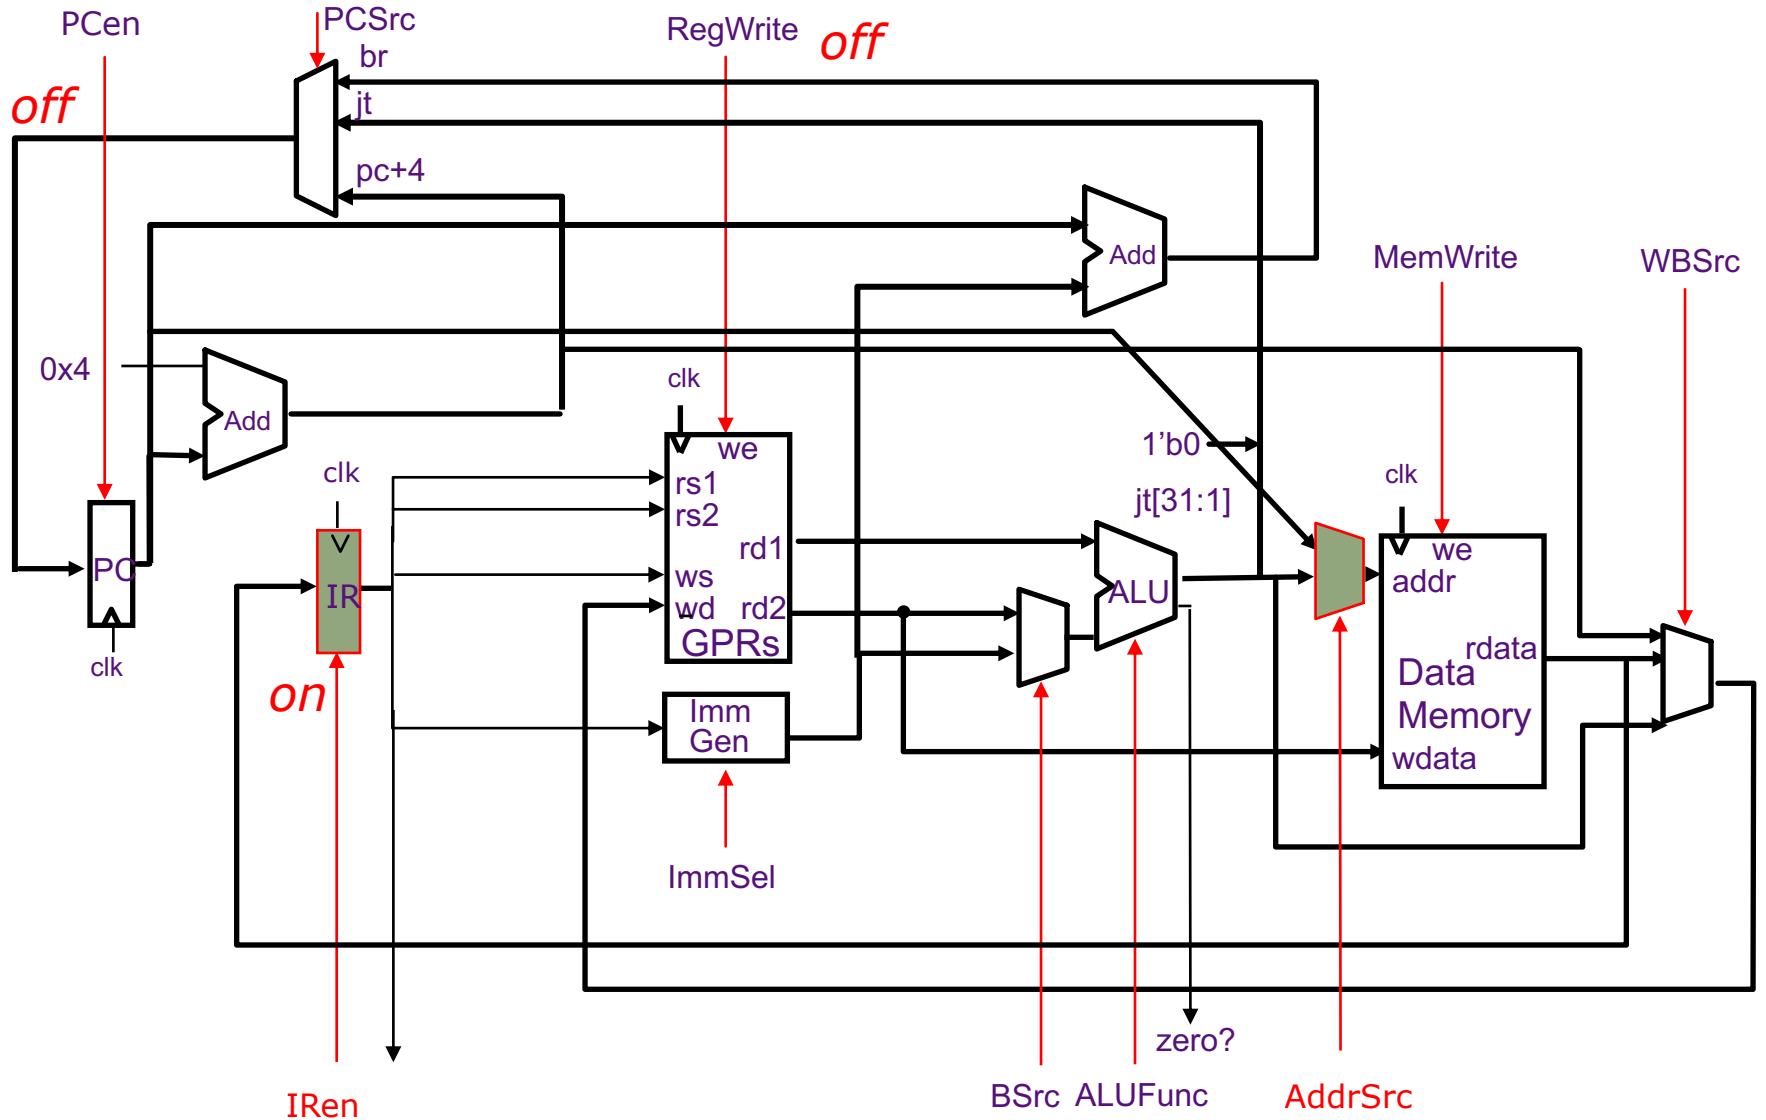 PCen
PCSrc
RegWrite
off
br
off
jt
pc+4
Add
MemWrite
WBSrc
0x4
Add
clk
we
1'b0
clk
clk
rs1
rs2
jt[31:1]
rd1
we
addr
PC
IR
ws
wd
rd2
ALU
GPRs
clk
rdata
Data
Memory
on
Imm
Gen
wdata
ImmSel
zero?
IRen
BSrc
ALUFunc
AddrSrc